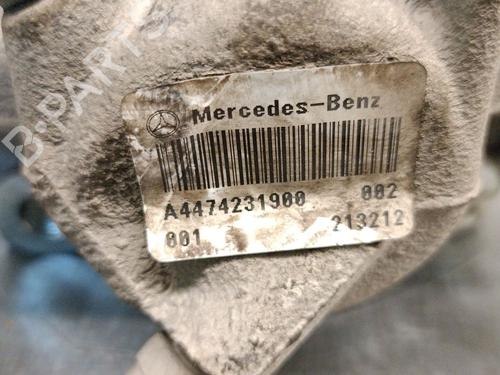 B-PARTS
Mercedes-Benz
A4474231900 002
001 213212